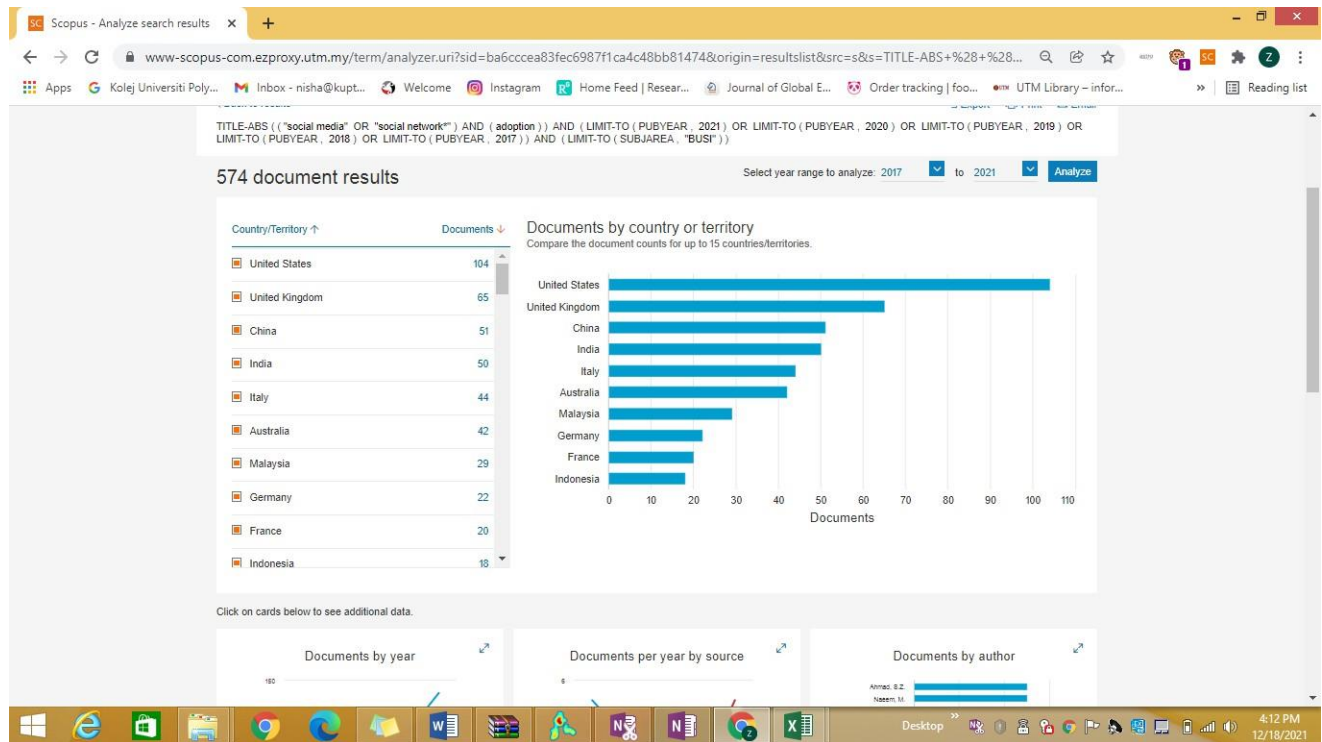 SC Scopus - Analyze search results
www-scopus-com.ezproxy.utm.my/term/analyzer.uri?sid=ba6cccea83fec6987f1ca4c48bb81474&origin=resultslist&src=s&s=TITLE-ABS+%28+%28...
Apps Kolej Universiti Poly... Inbox - nisha@kupt... Welcome Instagram Home Feed | Resear... Journal of Global E... Order tracking | foo... UTM Library – infor... » Reading list
TITLE-ABS ( ( "social media" OR "social network*" ) AND ( adoption ) ) AND ( LIMIT-TO ( PUBYEAR , 2021 ) OR LIMIT-TO ( PUBYEAR , 2020 ) OR LIMIT-TO ( PUBYEAR , 2019 ) OR
LIMIT-TO ( PUBYEAR , 2018 ) OR LIMIT-TO ( PUBYEAR , 2017 ) ) AND ( LIMIT-TO ( SUBJAREA , "BUSI" ) )
574 document results
Select year range to analyze: 2017 to 2021 Analyze
Country/Territory ↑ Documents ↓
United States 104
United Kingdom 65
China 51
India 50
Italy 44
Australia 42
Malaysia 29
Germany 22
France 20
Indonesia 18
Documents by country or territory
Compare the document counts for up to 15 countries/territories.
United States
United Kingdom
China
India
Italy
Australia
Malaysia
Germany
France
Indonesia
0 10 20 30 40 50 60 70 80 90 100 110
Documents
Click on cards below to see additional data.
Documents by year
Documents per year by source
Documents by author
Ahmad, S.Z.
Naeem, M.
Desktop
4:12 PM
12/18/2021